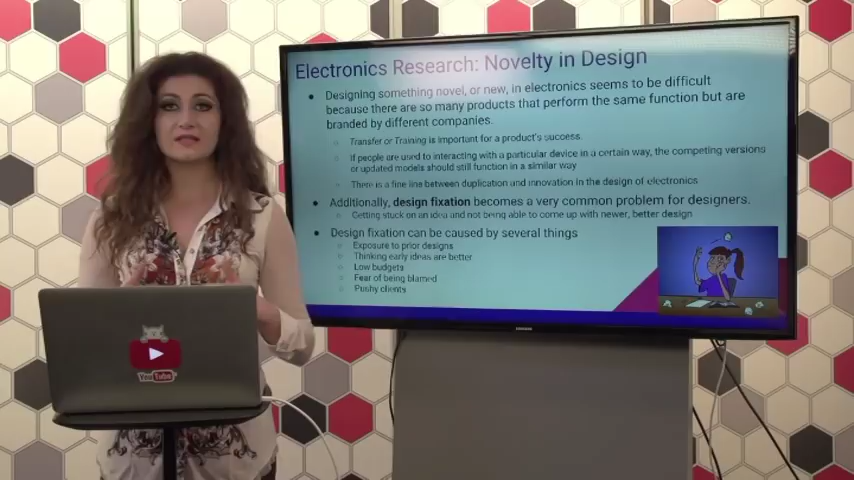 Electronics Research: Novelty in Design
● Designing something novel, or new, in electronics seems to be difficult
because there are so many products that perform the same function but are
branded by different companies.
○ Transfer or Training is important for a product's success.
○ If people are used to interacting with a particular device in a certain way, the competing versions
or updated models should still function in a similar way
○ There is a fine line between duplication and innovation in the design of electronics
● Additionally, design fixation becomes a very common problem for designers.
○ Getting stuck on an idea and not being able to come up with newer, better design
● Design fixation can be caused by several things
○ Exposure to prior designs
○ Thinking early ideas are better
○ Low budgets
○ Fear of being blamed
○ Pushy clients
SAMSUNG
YouTube